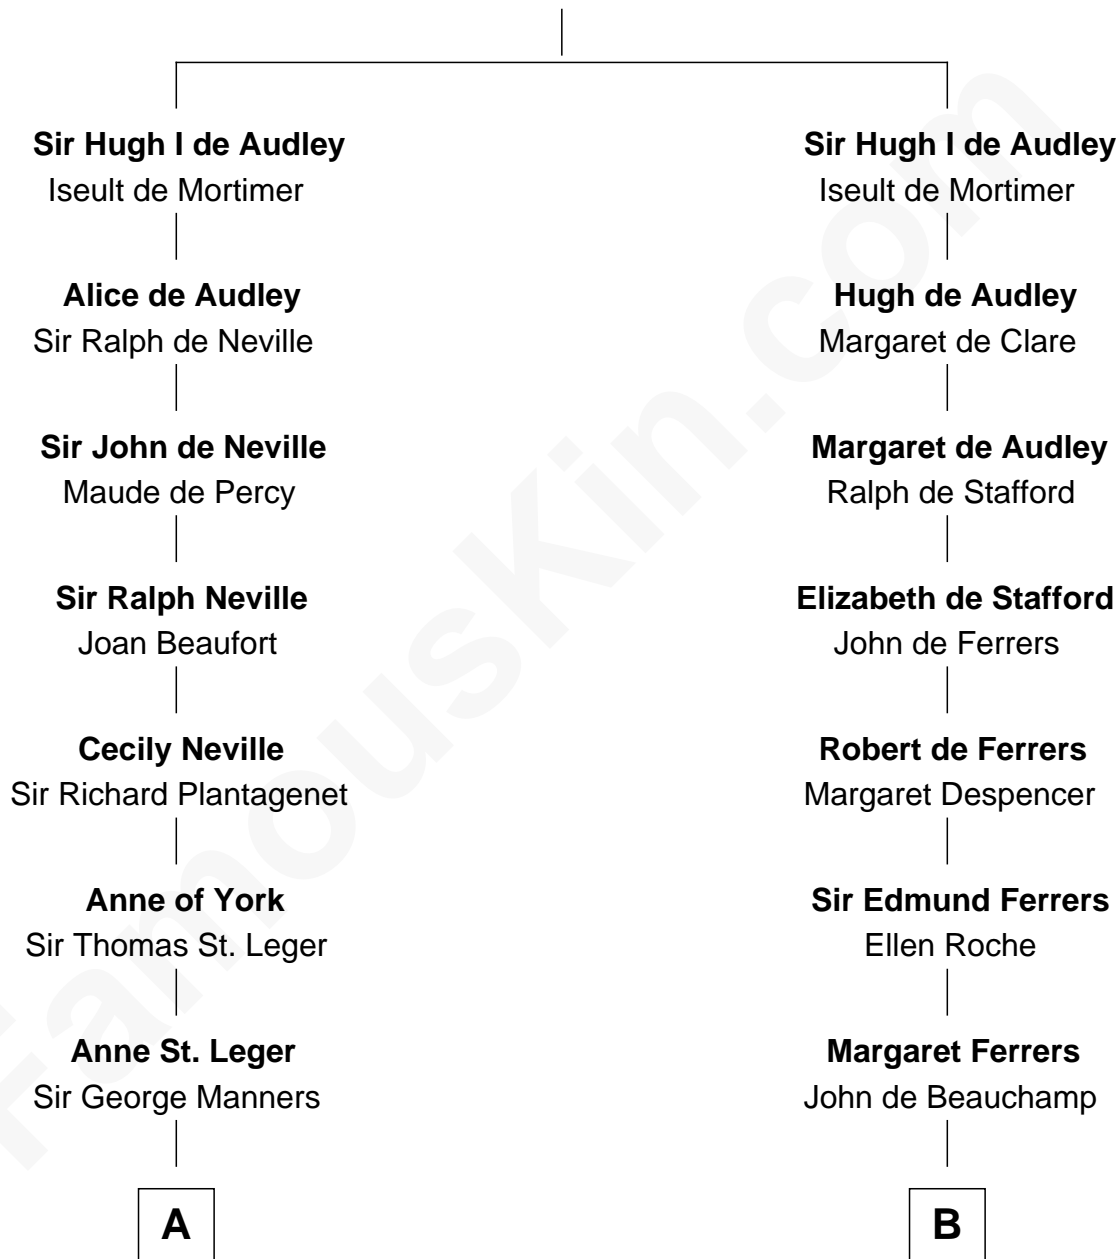 Sir Hugh I de Audley
Iseult de Mortimer
Alice de Audley
Sir Ralph de Neville
Sir John de Neville
Maude de Percy
Sir Ralph Neville
Joan Beaufort
Cecily Neville
Sir Richard Plantagenet
Anne of York
Sir Thomas St. Leger
Anne St. Leger
Sir George Manners
A
Sir Hugh I de Audley
Iseult de Mortimer
Hugh de Audley
Margaret de Clare
Margaret de Audley
Ralph de Stafford
Elizabeth de Stafford
John de Ferrers
Robert de Ferrers
Margaret Despencer
Sir Edmund Ferrers
Ellen Roche
Margaret Ferrers
John de Beauchamp
B
FamousKin.com